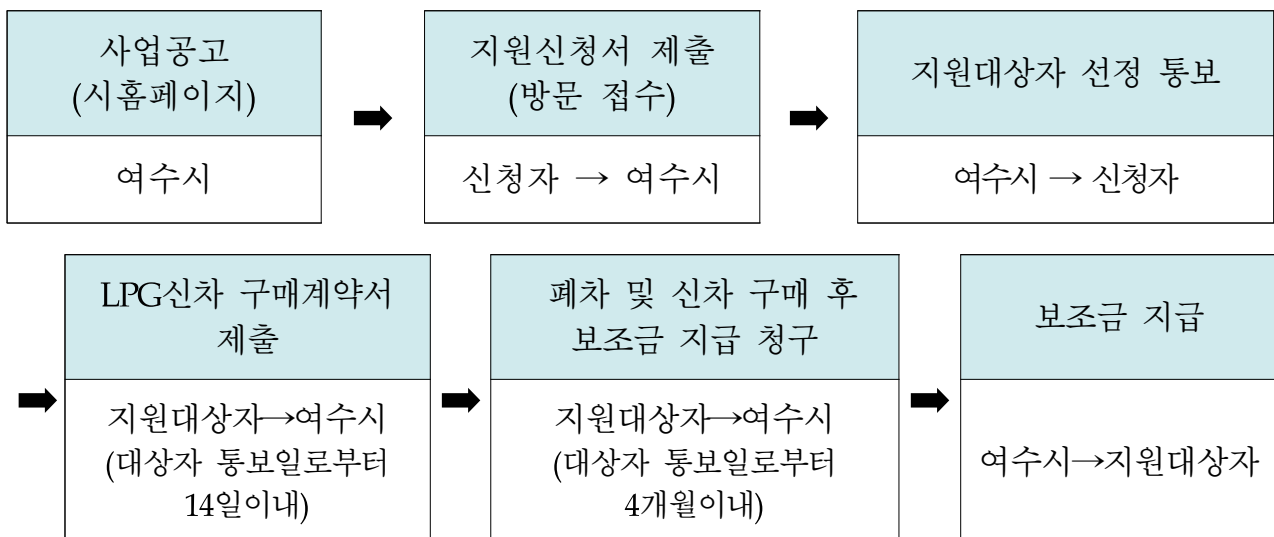 사업공고
(시홈페이지)
여수시
지원신청서 제출
(방문 접수)
신청자 → 여수시
지원대상자 선정 통보
여수시 → 신청자
LPG신차 구매계약서
제출
지원대상자→여수시
(대상자 통보일로부터
14일이내)
폐차 및 신차 구매 후
보조금 지급 청구
지원대상자→여수시
(대상자 통보일로부터
4개월이내)
보조금 지급
여수시→지원대상자